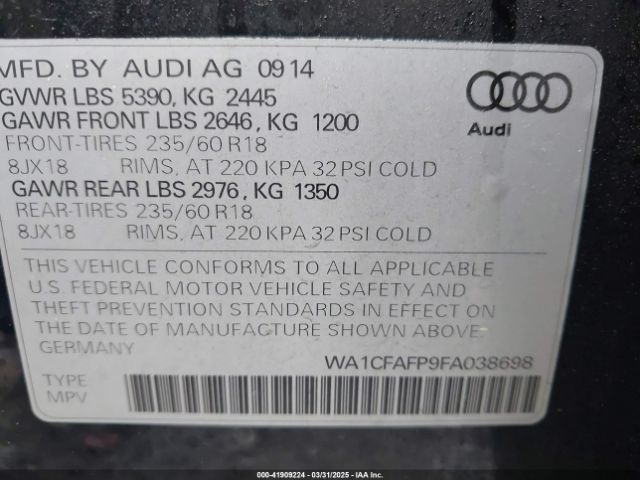 MFD. BY AUDI AG 0914
GVWR LBS 5390, KG 2445
GAWR FRONT LBS 2646, KG 1200
FRONT-TIRES 235/60 R18
8JX18 RIMS, AT 220 KPA 32 PSI COLD
GAWR REAR LBS 2976, KG 1350
REAR-TIRES 235/60 R18
8JX18 RIMS, AT 220 KPA 32 PSI COLD
Audi
THIS VEHICLE CONFORMS TO ALL APPLICABLE
U.S. FEDERAL MOTOR VEHICLE SAFETY AND
THEFT PREVENTION STANDARDS IN EFFECT ON
THE DATE OF MANUFACTURE SHOWN ABOVE.
GERMANY
WA1CFAFP9FA038698
TYPE
MPV
000-41909224 - 03/31/2025 - IAAI.COM